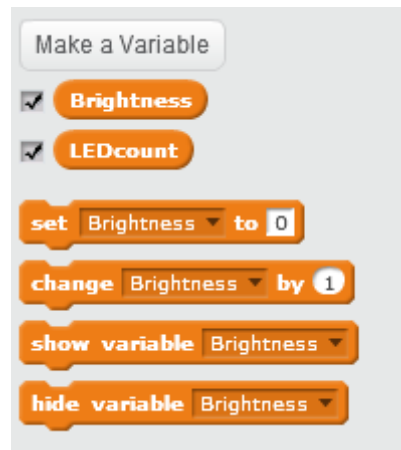 Make a Variable
Brightness
LEDcount
set Brightness to 0
change Brightness by 1
show variable Brightness
hide variable Brightness